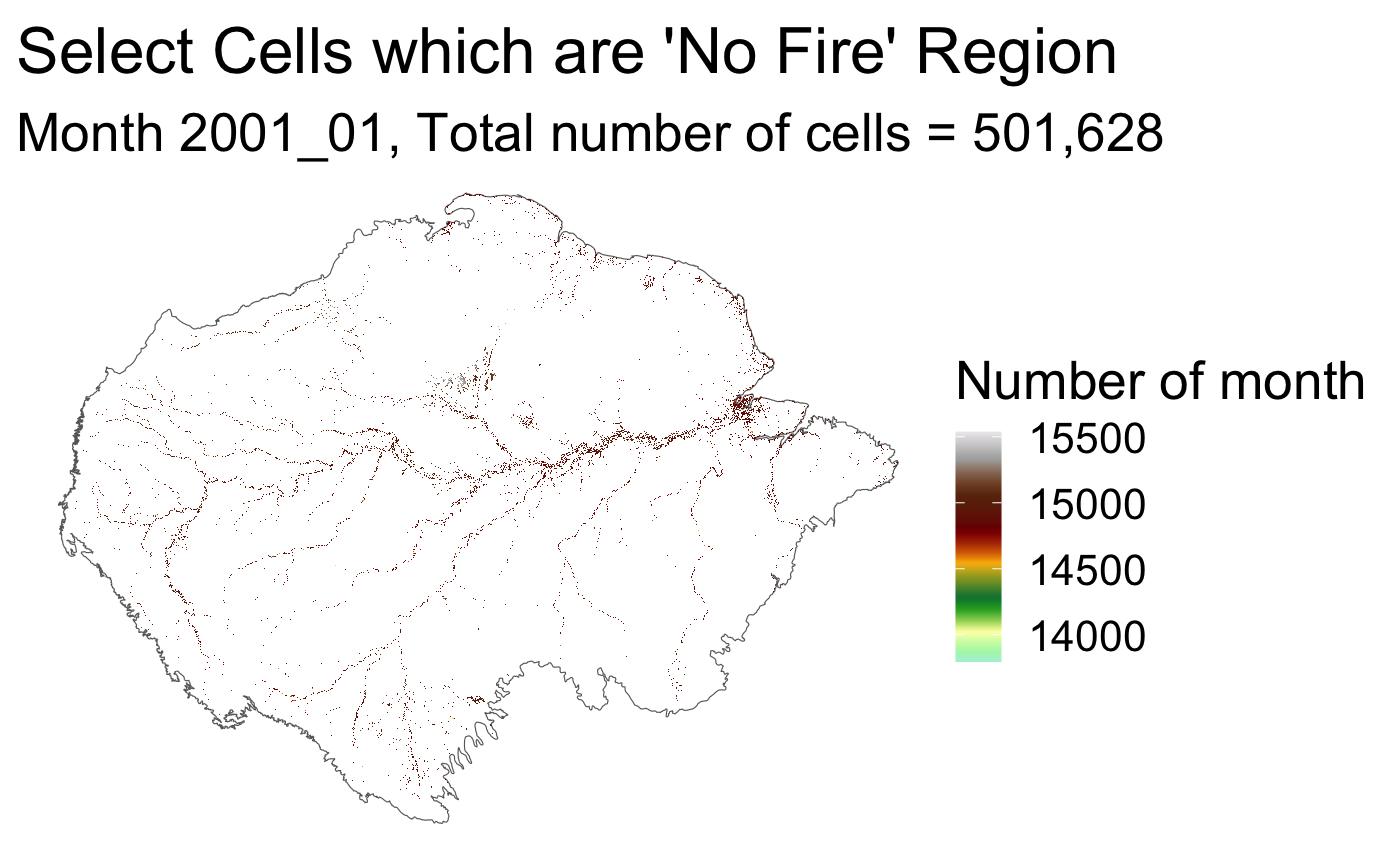 Select Cells which are 'No Fire' Region
Month 2001_01, Total number of cells = 501,628
Number of month
15500
15000
14500
14000